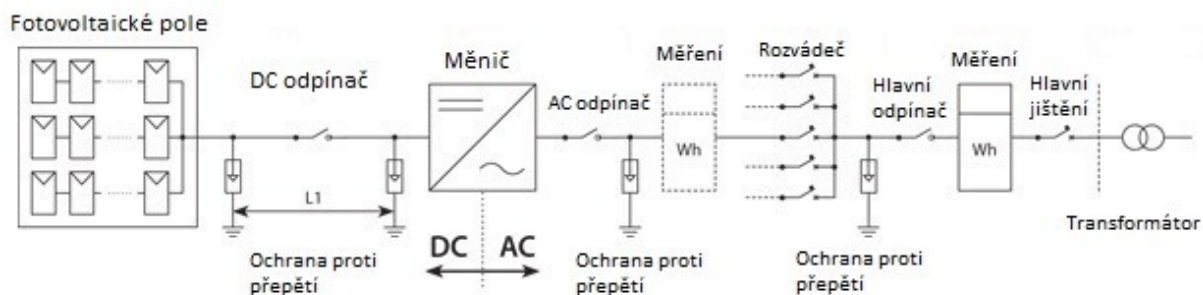 Fotovoltaické pole
DC odpínač
Měnič
AC odpínač
Měření
Rozváděč
Hlavní
odpínač
Měření
Hlavní
jištění
Wh
Wh
L1
Transformátor
Ochrana proti
přepětí
DC
AC
Ochrana proti
přepětí
Ochrana proti
přepětí